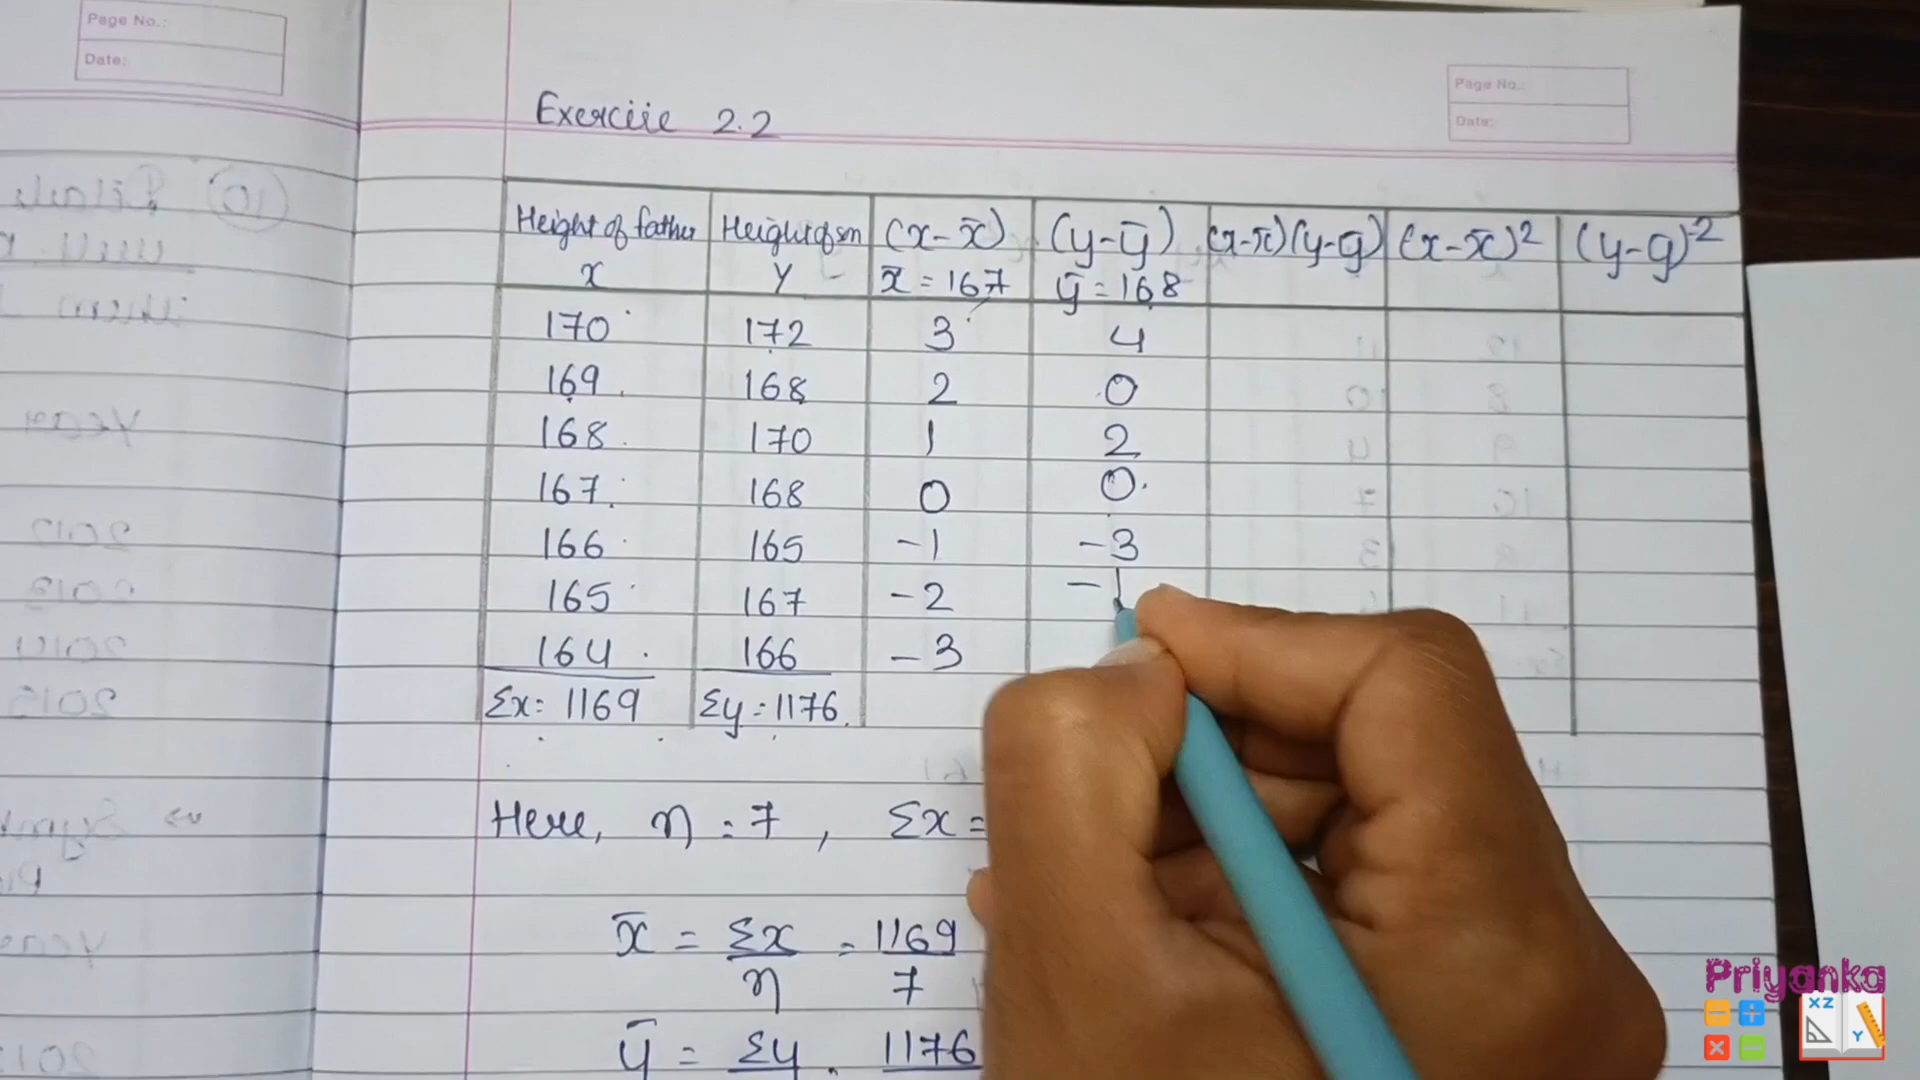 Page No.:
Date:
Page No.:
Date:
Exercise 2.2
Height of father x | Height of son y | (x-x̄) x̄ = 167 | (y-ȳ) ȳ = 168 | (x-x̄)(y-ȳ) | (x-x̄)² | (y-ȳ)²
170 172 3 4
169 168 2 0
168 170 1 2
167 168 0 0
166 165 -1 -3
165 167 -2 -1
164 166 -3
Σx = 1169 Σy = 1176
Here, n = 7, Σx =
x̄ = Σx/n = 1169/7
ȳ = Σy = 1176
Priyanka
XZ
Y